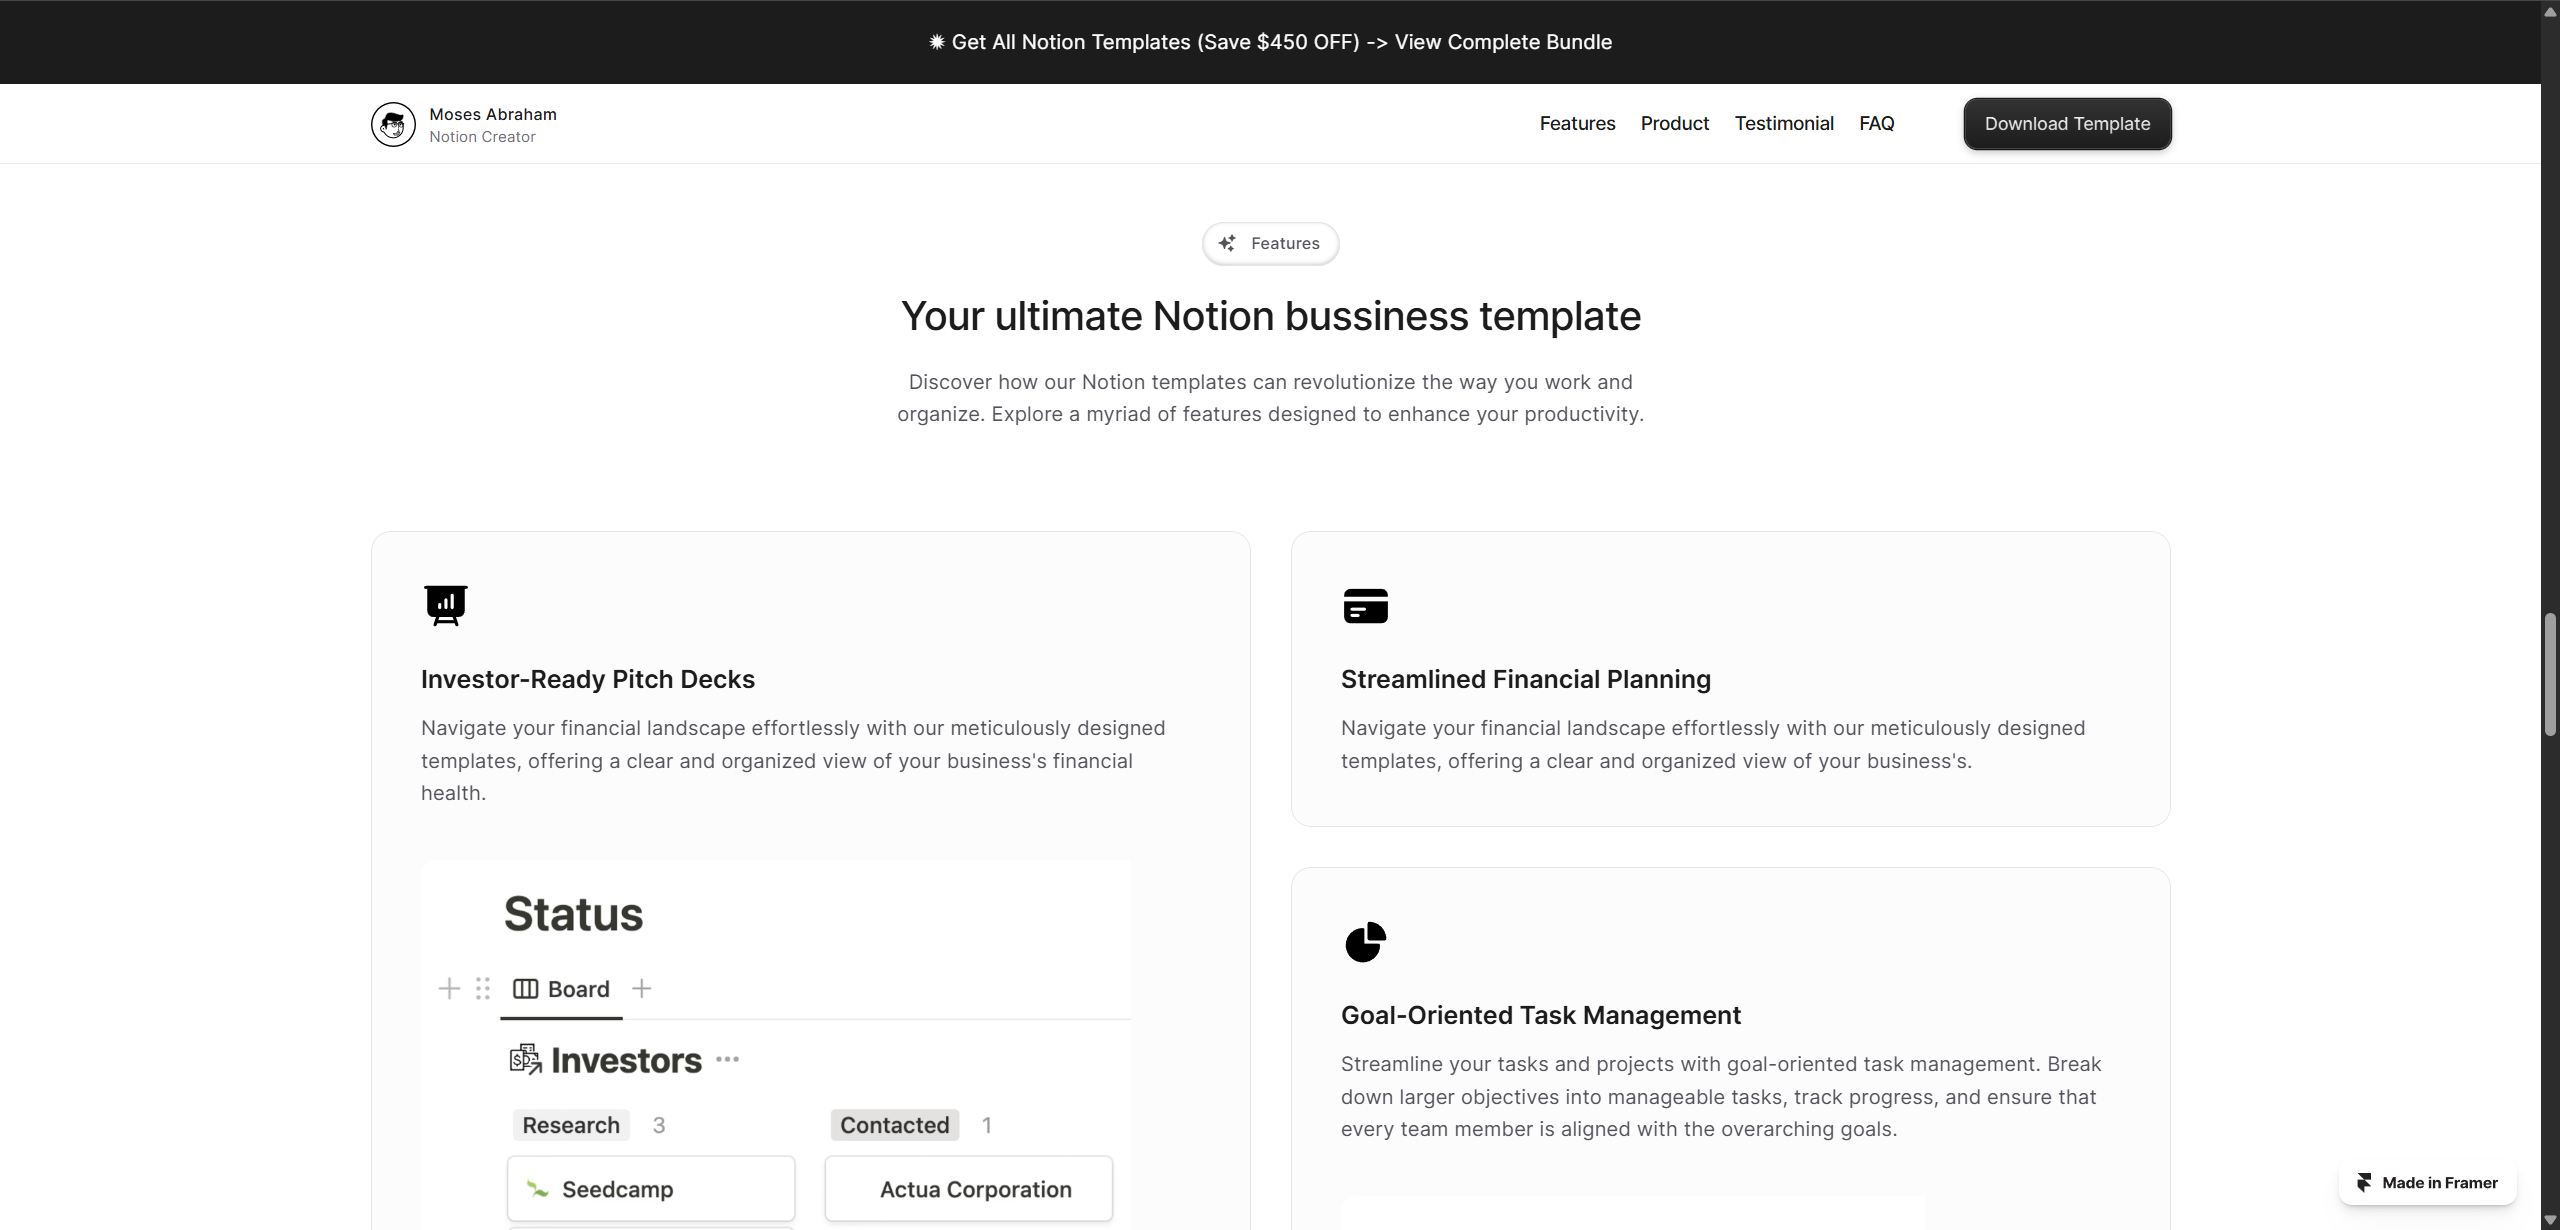 ✹ Get All Notion Templates (Save $450 OFF) -> View Complete Bundle
Moses Abraham
Notion Creator
Features
Product
Testimonial
FAQ
Download Template
Features
Your ultimate Notion bussiness template
Discover how our Notion templates can revolutionize the way you work and
organize. Explore a myriad of features designed to enhance your productivity.
Investor-Ready Pitch Decks
Navigate your financial landscape effortlessly with our meticulously designed
templates, offering a clear and organized view of your business's financial
health.
Status
Board
Investors
Research 3
Contacted 1
Seedcamp
Actua Corporation
Streamlined Financial Planning
Navigate your financial landscape effortlessly with our meticulously designed
templates, offering a clear and organized view of your business's.
Goal-Oriented Task Management
Streamline your tasks and projects with goal-oriented task management. Break
down larger objectives into manageable tasks, track progress, and ensure that
every team member is aligned with the overarching goals.
Made in Framer